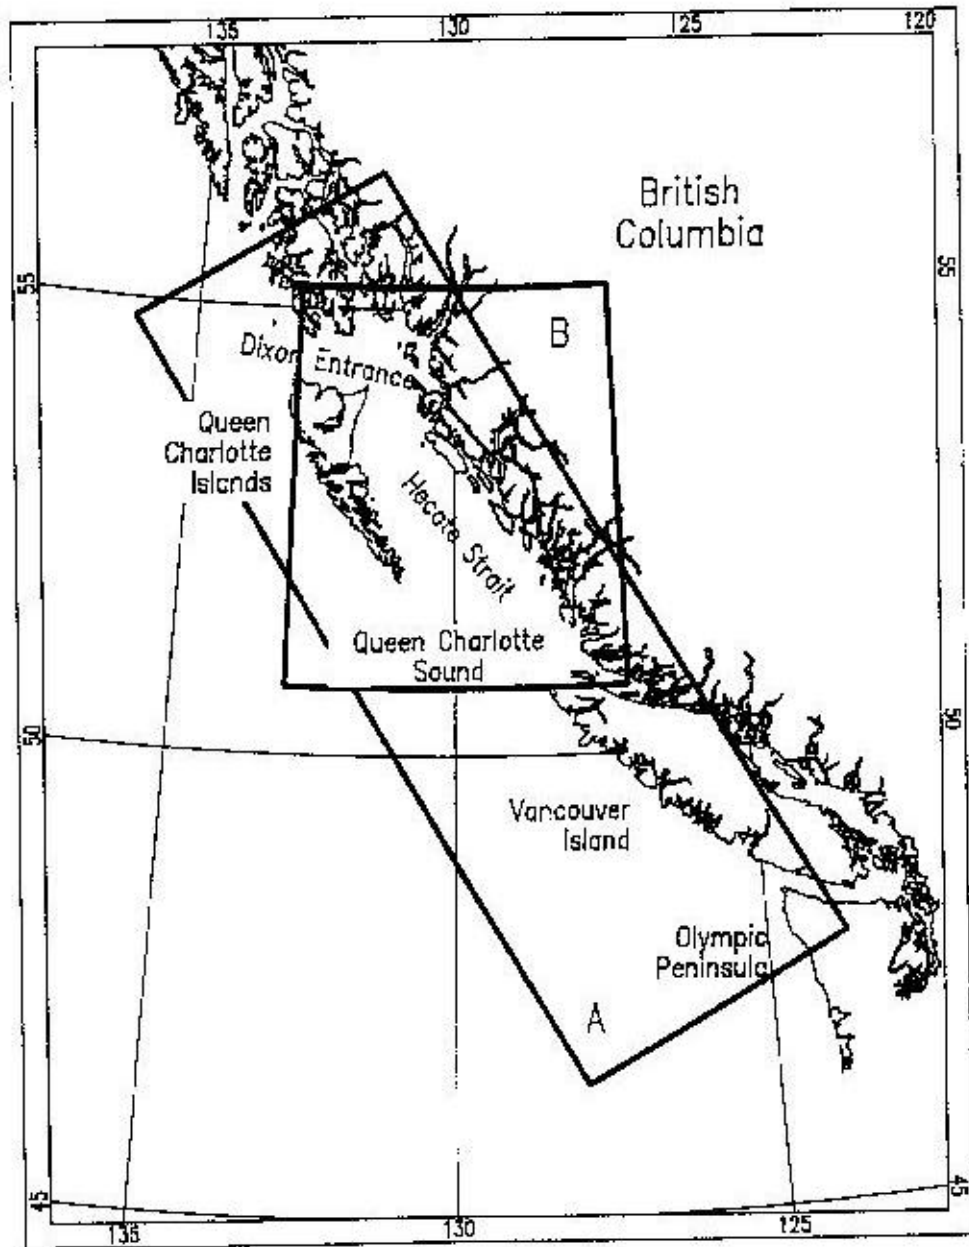 135
130
125
120
British
Columbia
55
55
B
Dixon Entrance
Queen
Charlotte
Islands
Hecate Strait
Queen Charlotte
Sound
50
50
Vancouver
Island
Olympic
Peninsula
A
45
45
135
130
125